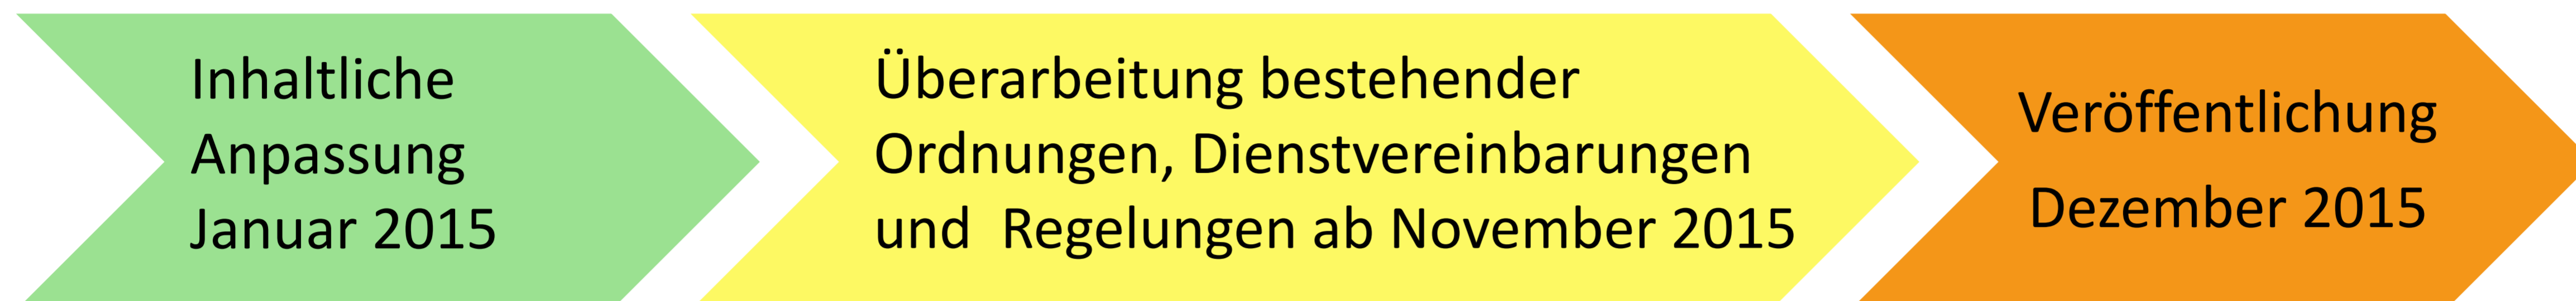 Inhaltliche
Anpassung
Januar 2015
Überarbeitung bestehender
Ordnungen, Dienstvereinbarungen
und  Regelungen ab November 2015
Veröffentlichung
Dezember 2015